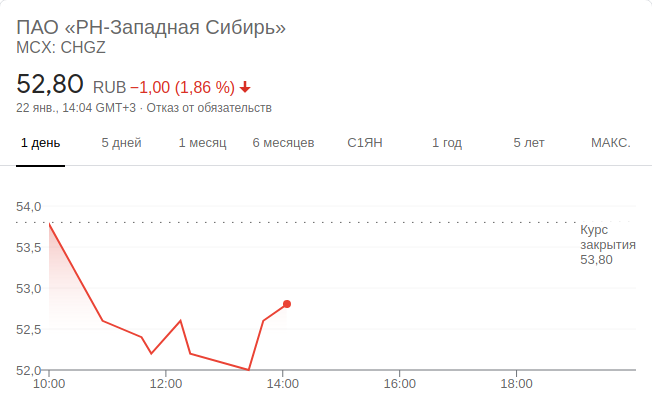 ПАО «РН-Западная Сибирь»
MCX: CHGZ
52,80 RUB −1,00 (1,86 %)
22 янв., 14:04 GMT+3 · Отказ от обязательств
1 день 5 дней 1 месяц 6 месяцев С1ЯН 1 год 5 лет МАКС.
54,0
Курс
53,5 закрытия
53,80
53,0
52,5
52,0
10:00 12:00 14:00 16:00 18:00